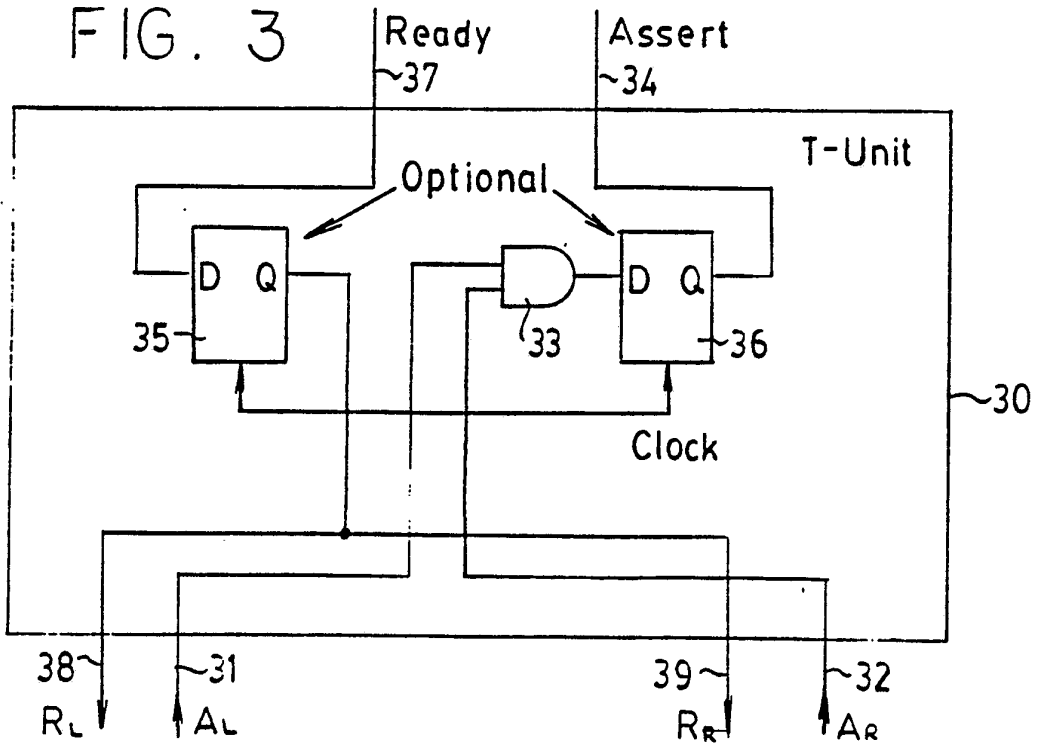 FIG. 3
Ready
Assert
37
34
T-Unit
Optional
D Q
D Q
35
33
36
30
Clock
38
31
39
32
RL
AL
RR
AR